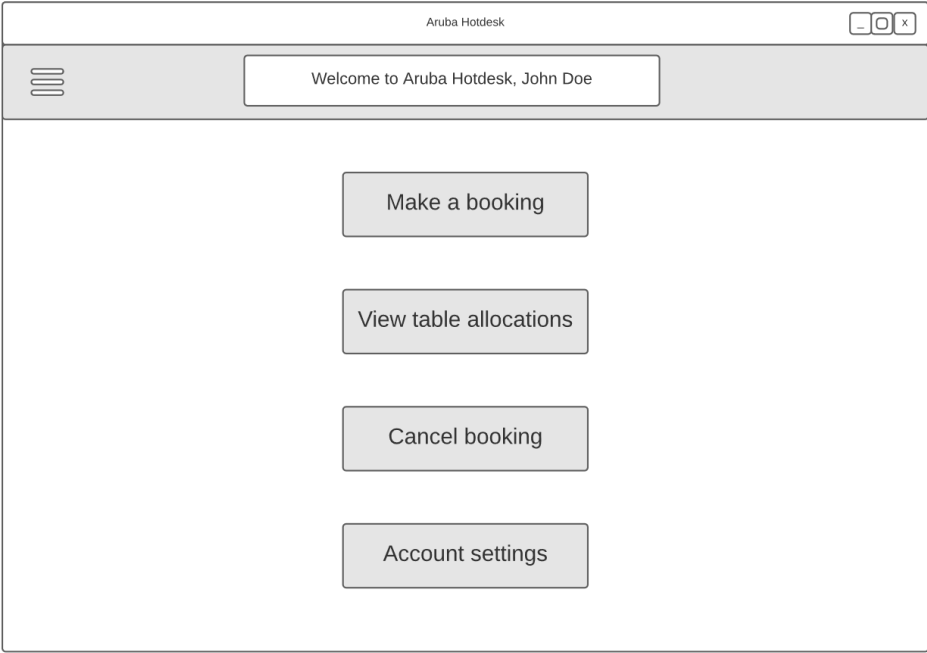 Aruba Hotdesk
_ x
Welcome to Aruba Hotdesk, John Doe
Make a booking
View table allocations
Cancel booking
Account settings